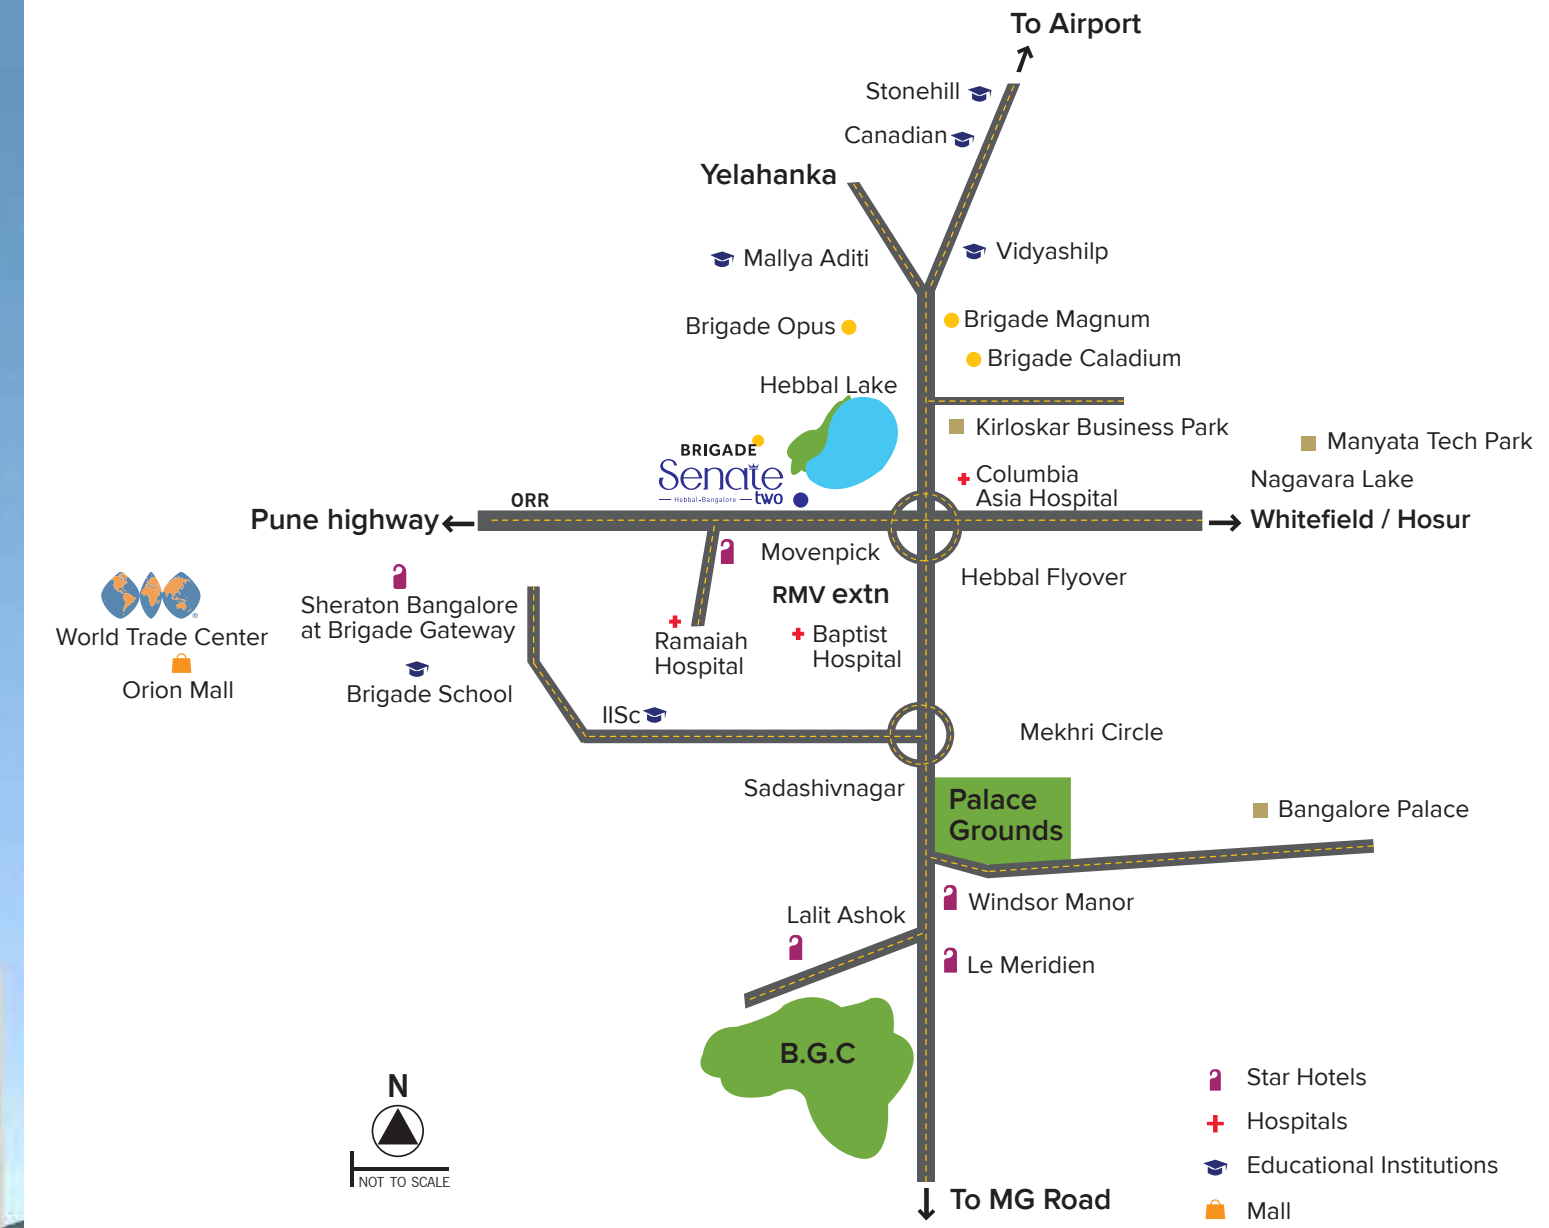 To Airport
Stonehill
Canadian
Yelahanka
Mallya Aditi
Vidyashilp
Brigade Opus
Brigade Magnum
Brigade Caladium
Hebbal Lake
Kirloskar Business Park
Manyata Tech Park
BRIGADE
Senate
Hebbal-Bangalore
two
Columbia
Asia Hospital
Nagavara Lake
ORR
Pune highway
Whitefield / Hosur
Movenpick
Hebbal Flyover
RMV extn
Sheraton Bangalore
at Brigade Gateway
World Trade Center
Ramaiah
Hospital
Baptist
Hospital
Orion Mall
Brigade School
IISc
Mekhri Circle
Sadashivnagar
Palace
Grounds
Bangalore Palace
Windsor Manor
Lalit Ashok
Le Meridien
B.G.C
N
NOT TO SCALE
Star Hotels
Hospitals
Educational Institutions
Mall
To MG Road